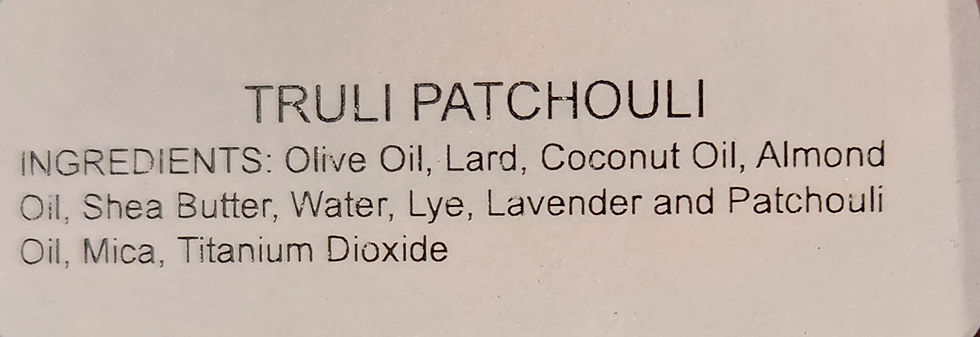 TRULI PATCHOULI
INGREDIENTS: Olive Oil, Lard, Coconut Oil, Almond
Oil, Shea Butter, Water, Lye, Lavender and Patchouli
Oil, Mica, Titanium Dioxide